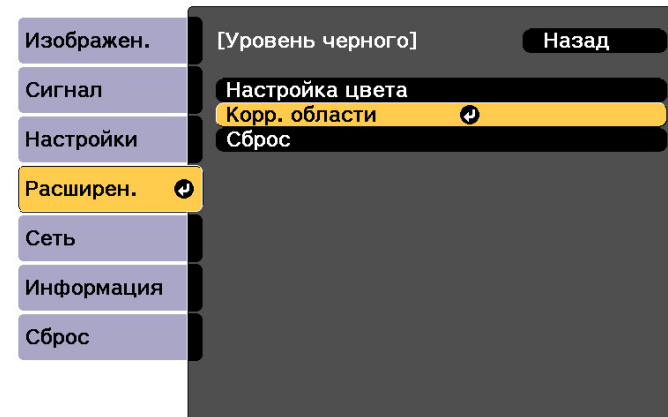 Изображен.
Сигнал
Настройки
Расширен.
Сеть
Информация
Сброс
[Уровень черного]
Назад
Настройка цвета
Корр. области
Сброс